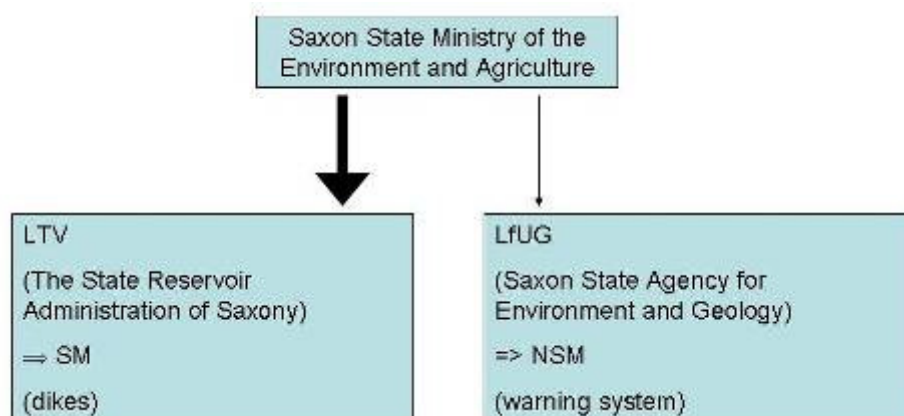 Saxon State Ministry of the
Environment and Agriculture
LTV
(The State Reservoir
Administration of Saxony)
⇒ SM
(dikes)
LfUG
(Saxon State Agency for
Environment and Geology)
=> NSM
(warning system)